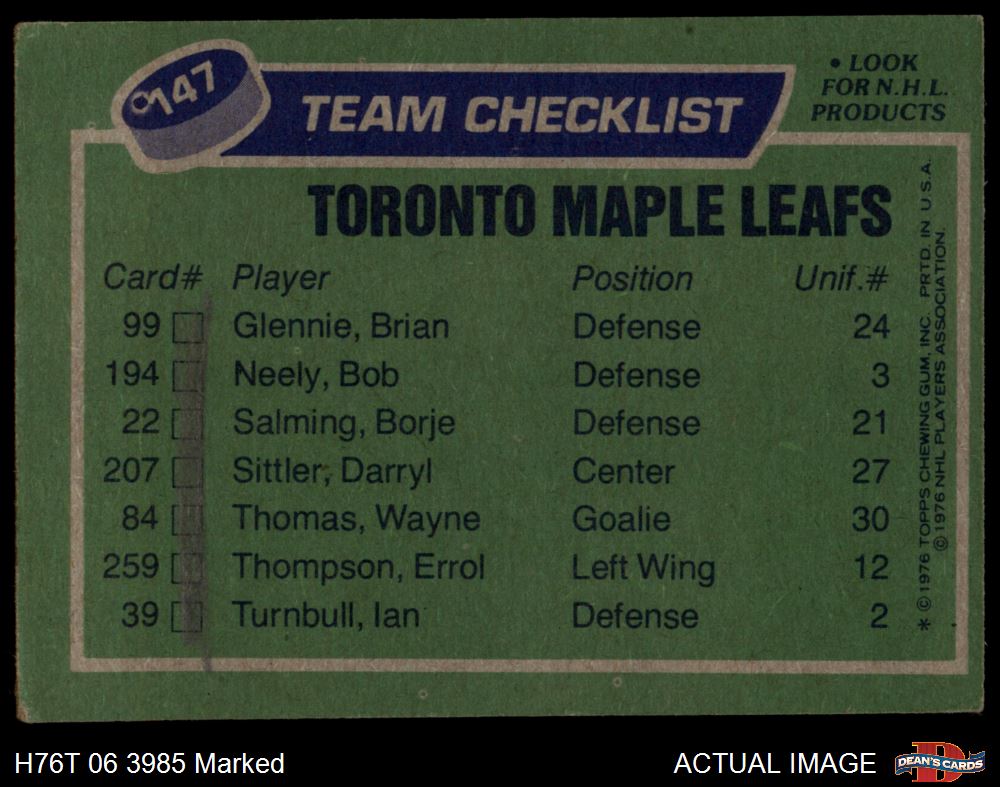 147
TEAM CHECKLIST
• LOOK
FOR N.H.L.
PRODUCTS
TORONTO MAPLE LEAFS
Card# Player Position Unif.#
99 Glennie, Brian Defense 24
194 Neely, Bob Defense 3
22 Salming, Borje Defense 21
207 Sittler, Darryl Center 27
84 Thomas, Wayne Goalie 30
259 Thompson, Errol Left Wing 12
39 Turnbull, Ian Defense 2
* © 1976 TOPPS CHEWING GUM, INC. PRTD. IN U.S.A.
© 1976 NHL PLAYERS ASSOCIATION.
H76T 06 3985 Marked
ACTUAL IMAGE
D
DEAN'S CARDS